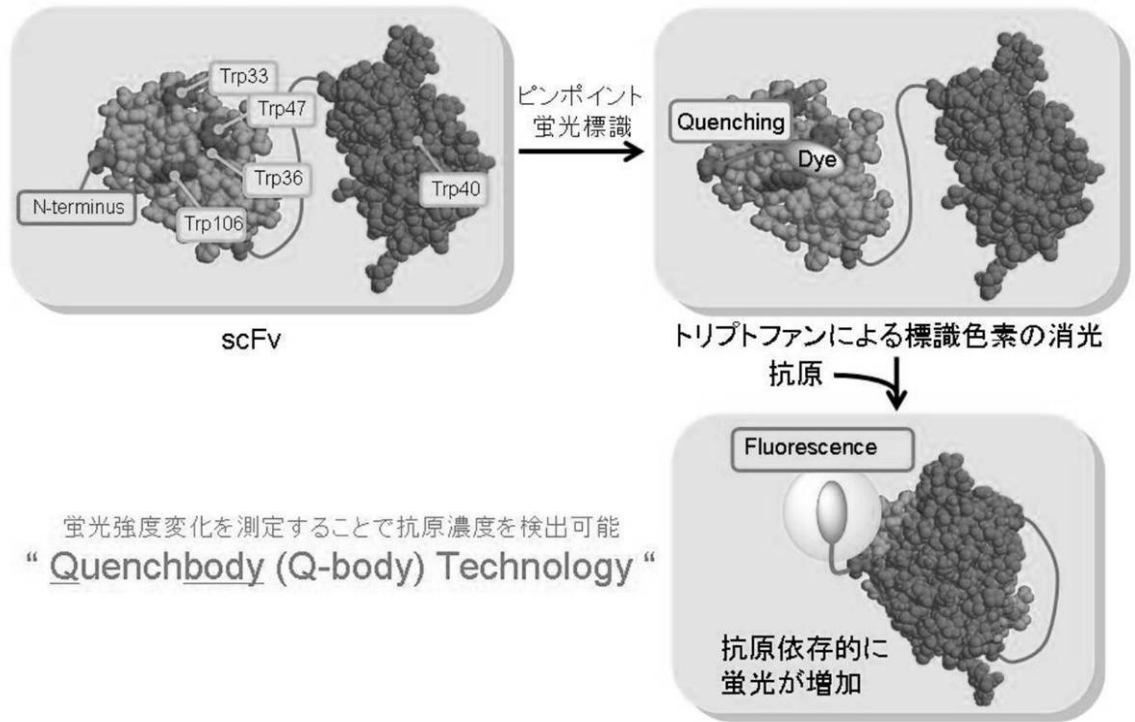 Trp33
Trp47
Trp36
Trp40
N-terminus
Trp106
scFv
ピンポイント
蛍光標識
Quenching
Dye
トリプトファンによる標識色素の消光
抗原
Fluorescence
抗原依存的に
蛍光が増加
蛍光強度変化を測定することで抗原濃度を検出可能
“ Quenchbody (Q-body) Technology “